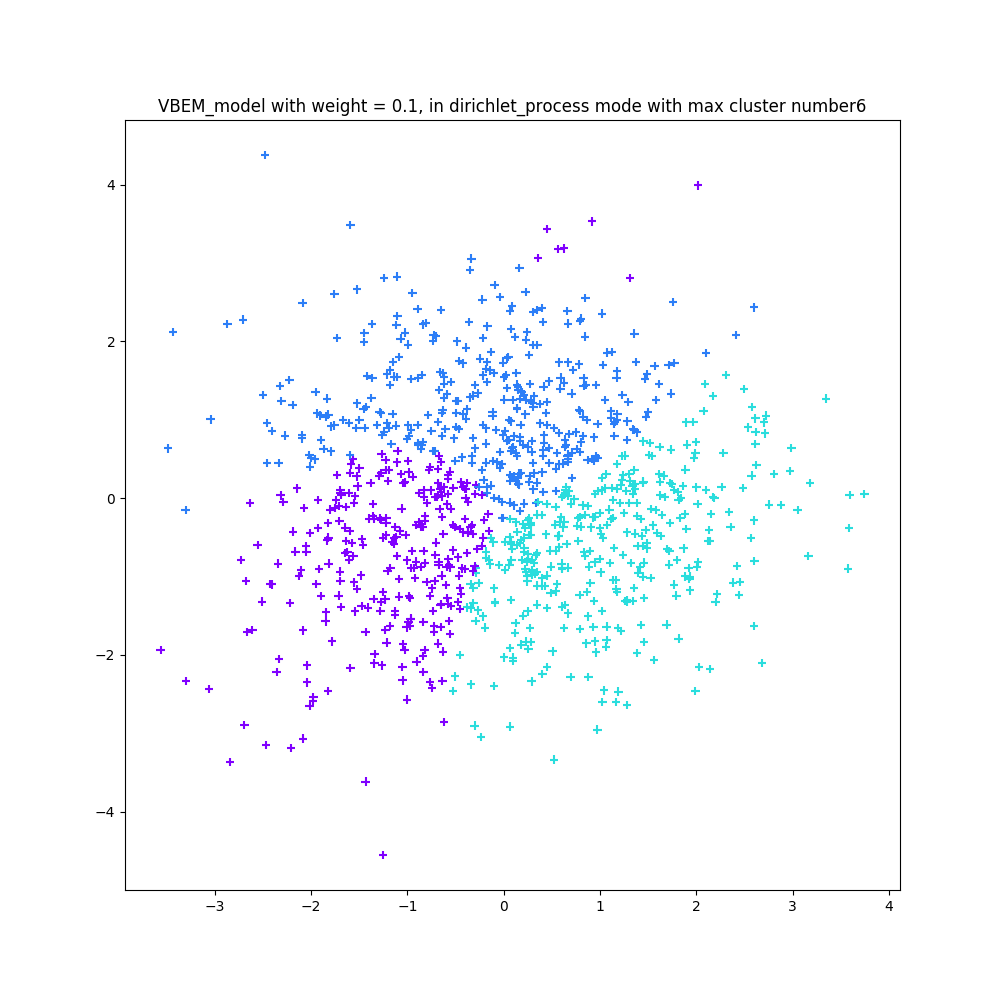 VBEM_model with weight = 0.1, in dirichlet_process mode with max cluster number6
4
2
0
−2
−4
−3 −2 −1 0 1 2 3 4